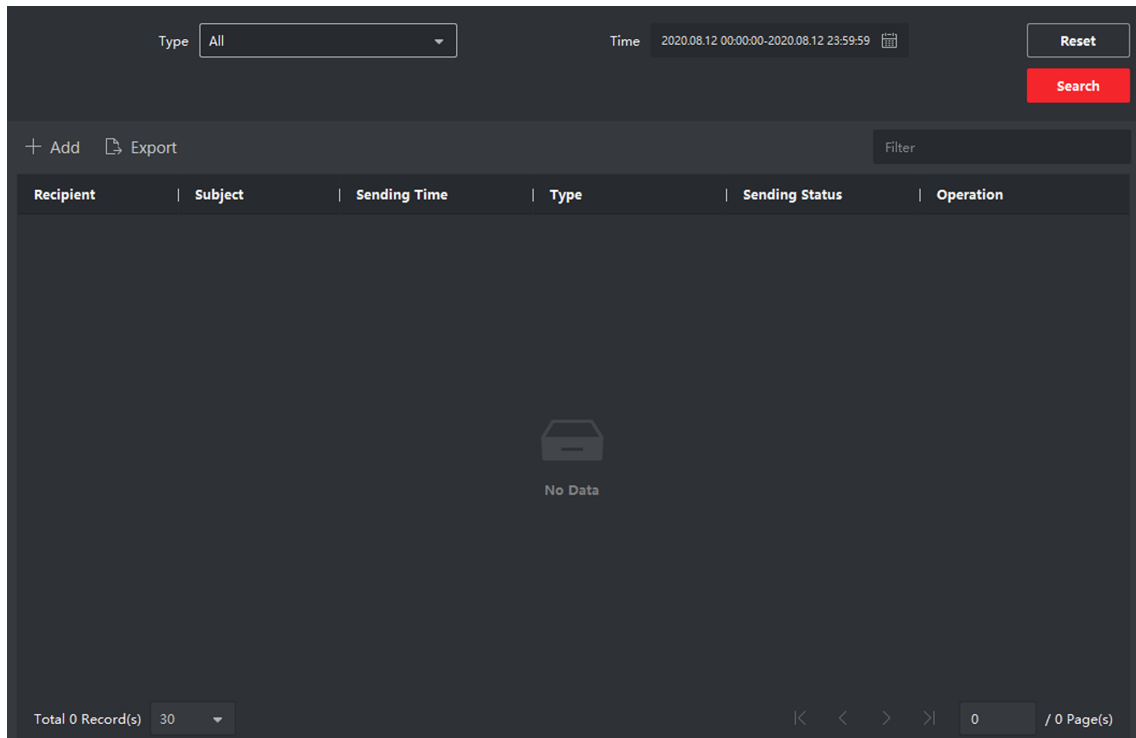 Type All Time 2020.08.12 00:00:00-2020.08.12 23:59:59 Reset
Search
Add Export Filter
Recipient Subject Sending Time Type Sending Status Operation
No Data
Total 0 Record(s) 30 0 / 0 Page(s)